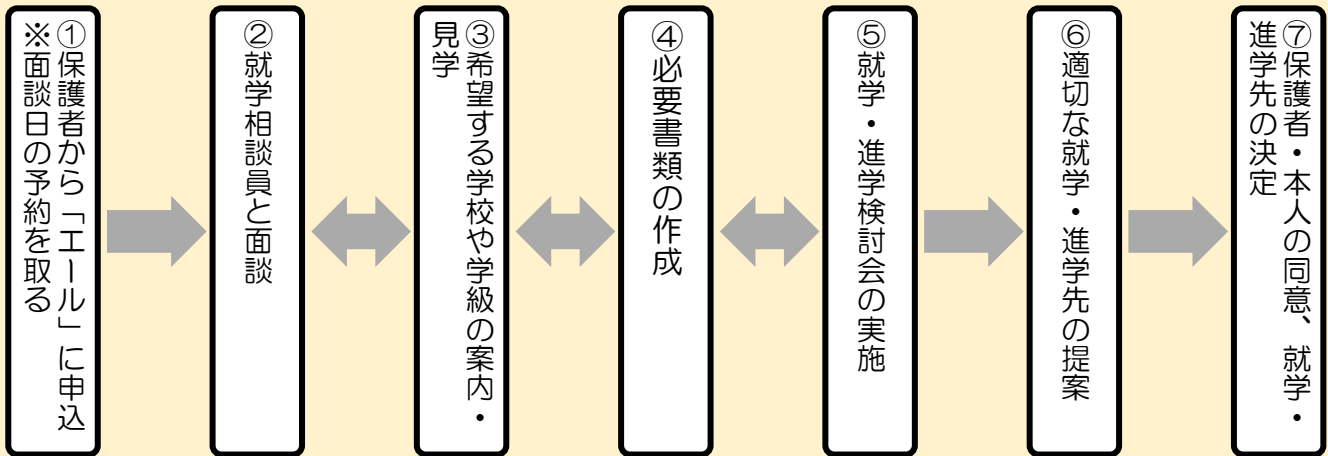 ①保護者から「エール」に申込
※面談日の予約を取る
②就学相談員と面談
③希望する学校や学級の案内・
見学
④必要書類の作成
⑤就学・進学検討会の実施
⑥適切な就学・進学先の提案
⑦保護者・本人の同意、就学・
進学先の決定